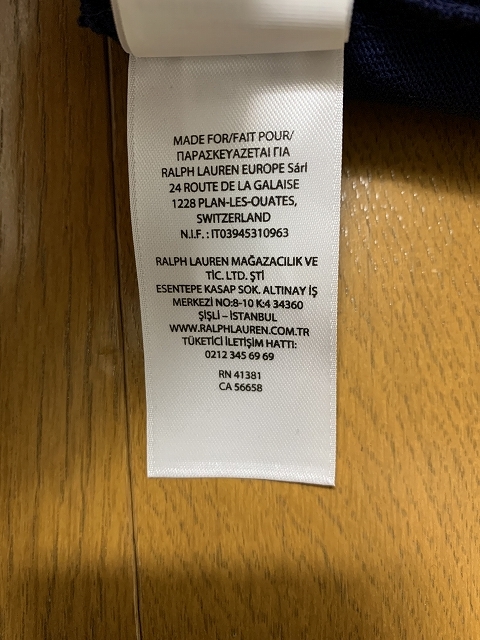 MADE FOR/FAIT POUR/
ΠΑΡΑΣΚΕΥΑΖΕΤΑΙ ΓΙΑ
RALPH LAUREN EUROPE Sárl
24 ROUTE DE LA GALAISE
1228 PLAN-LES-OUATES,
SWITZERLAND
N.I.F. : IT03945310963
RALPH LAUREN MAĞAZACILIK VE
TİC. LTD. ŞTİ
ESENTEPE KASAP SOK. ALTINAY İŞ
MERKEZİ NO:8-10 K:4 34360
ŞİŞLİ – İSTANBUL
WWW.RALPHLAUREN.COM.TR
TÜKETİCİ İLETİŞİM HATTI:
0212 345 69 69
RN 41381
CA 56658